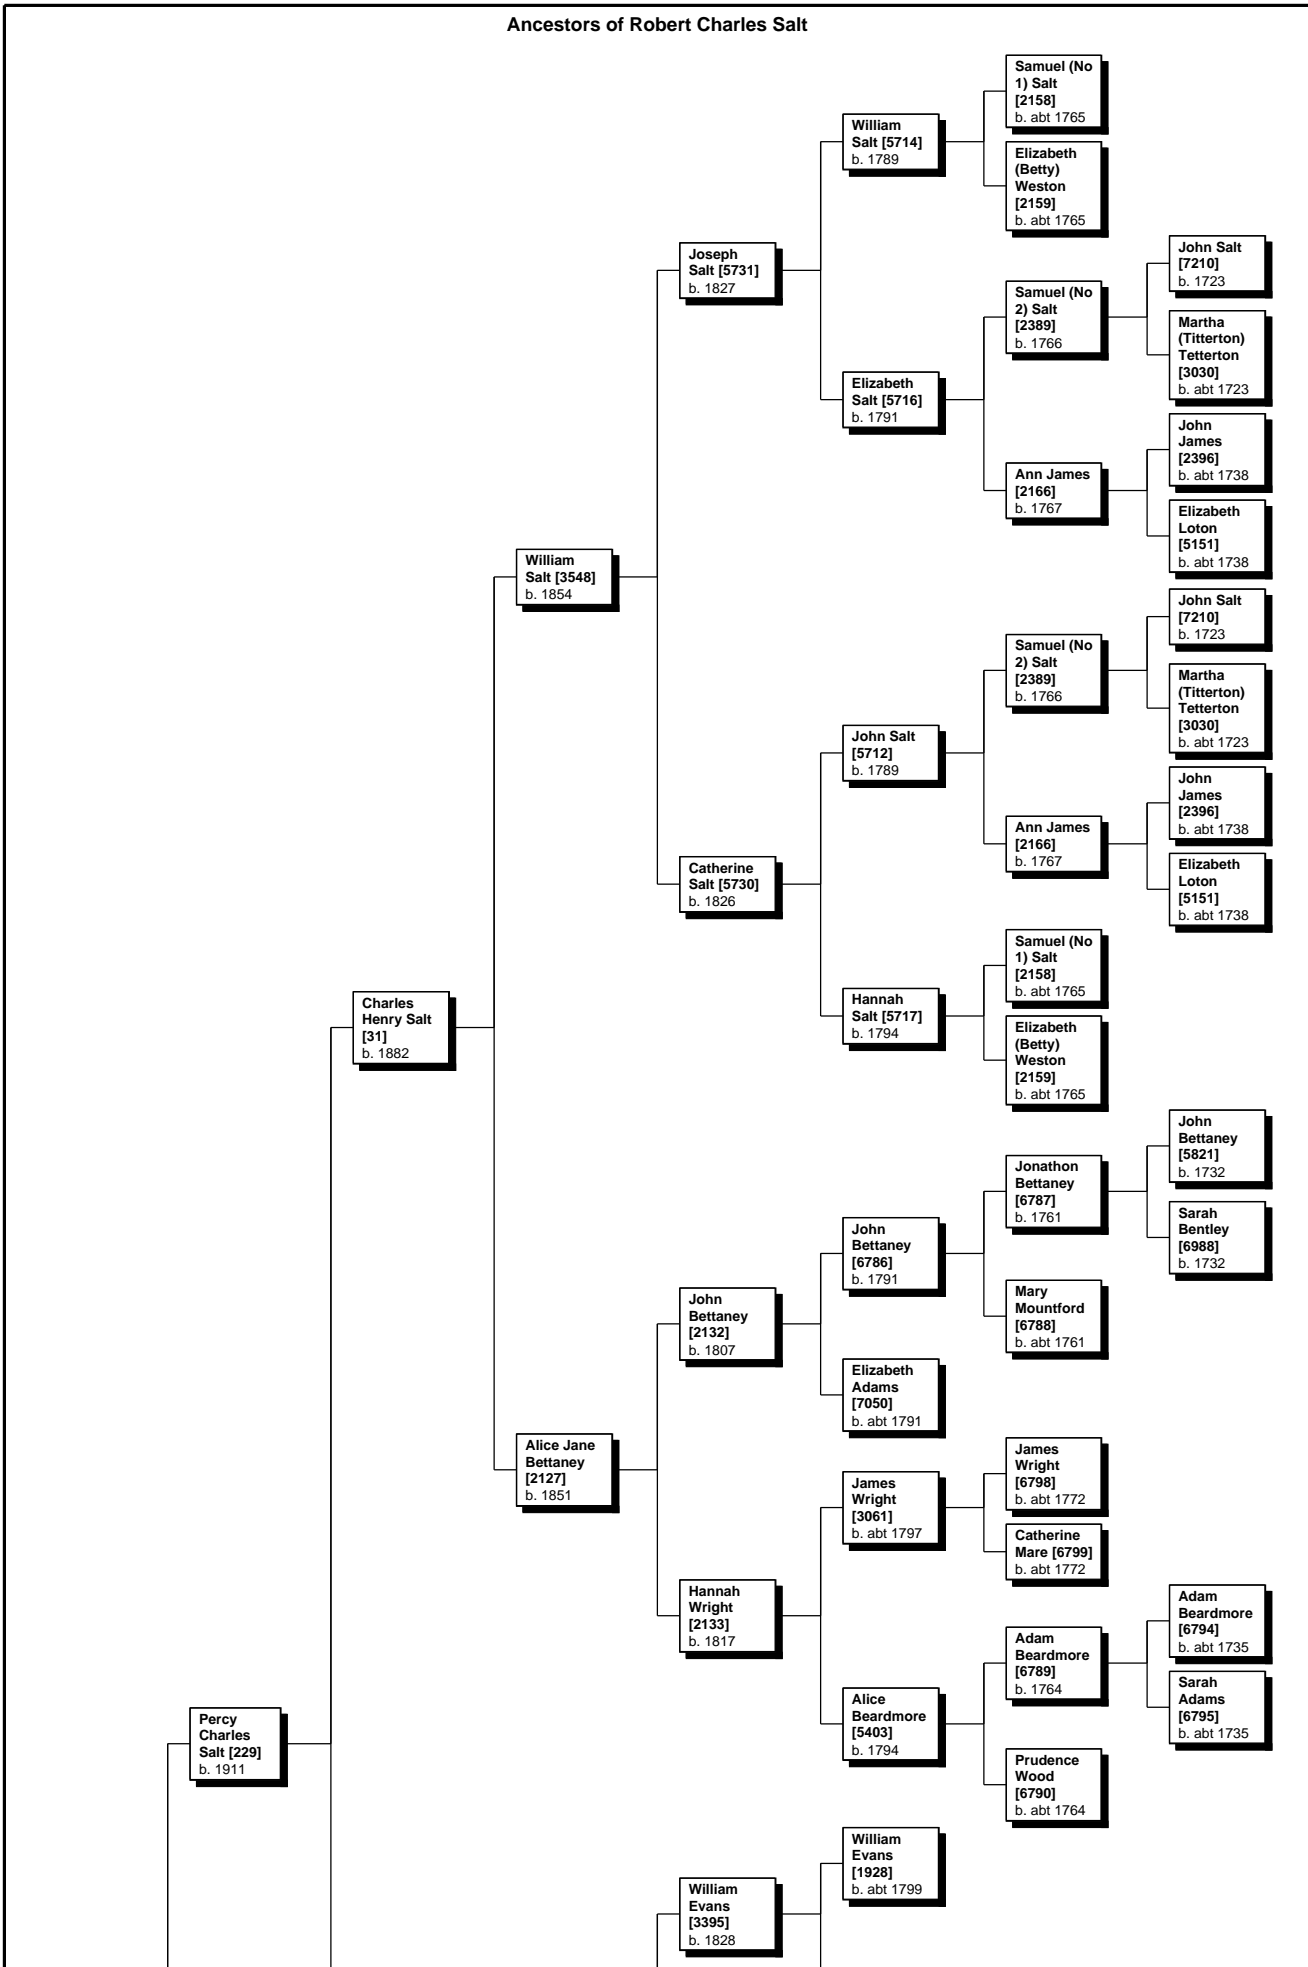 Ancestors of Robert Charles Salt
Samuel (No
1) Salt
[2158]
b. abt 1765
William
Salt [5714]
b. 1789
Elizabeth
(Betty)
Weston
[2159]
b. abt 1765
Joseph
Salt [5731]
b. 1827
John Salt
[7210]
b. 1723
Samuel (No
2) Salt
[2389]
b. 1766
Martha
(Titterton)
Tetterton
[3030]
b. abt 1723
Elizabeth
Salt [5716]
b. 1791
John
James
[2396]
b. abt 1738
Ann James
[2166]
b. 1767
Elizabeth
Loton
[5151]
b. abt 1738
William
Salt [3548]
b. 1854
John Salt
[7210]
b. 1723
Samuel (No
2) Salt
[2389]
b. 1766
Martha
(Titterton)
Tetterton
[3030]
b. abt 1723
John Salt
[5712]
b. 1789
John
James
[2396]
b. abt 1738
Ann James
[2166]
b. 1767
Elizabeth
Loton
[5151]
b. abt 1738
Catherine
Salt [5730]
b. 1826
Samuel (No
1) Salt
[2158]
b. abt 1765
Hannah
Salt [5717]
b. 1794
Elizabeth
(Betty)
Weston
[2159]
b. abt 1765
Charles
Henry Salt
[31]
b. 1882
John
Bettaney
[5821]
b. 1732
Jonathon
Bettaney
[6787]
b. 1761
Sarah
Bentley
[6988]
b. 1732
John
Bettaney
[6786]
b. 1791
Mary
Mountford
[6788]
b. abt 1761
John
Bettaney
[2132]
b. 1807
Elizabeth
Adams
[7050]
b. abt 1791
Alice Jane
Bettaney
[2127]
b. 1851
James
Wright
[6798]
b. abt 1772
James
Wright
[3061]
b. abt 1797
Catherine
Mare [6799]
b. abt 1772
Hannah
Wright
[2133]
b. 1817
Adam
Beardmore
[6794]
b. abt 1735
Adam
Beardmore
[6789]
b. 1764
Sarah
Adams
[6795]
b. abt 1735
Alice
Beardmore
[5403]
b. 1794
Prudence
Wood
[6790]
b. abt 1764
Percy
Charles
Salt [229]
b. 1911
William
Evans
[1928]
b. abt 1799
William
Evans
[3395]
b. 1828